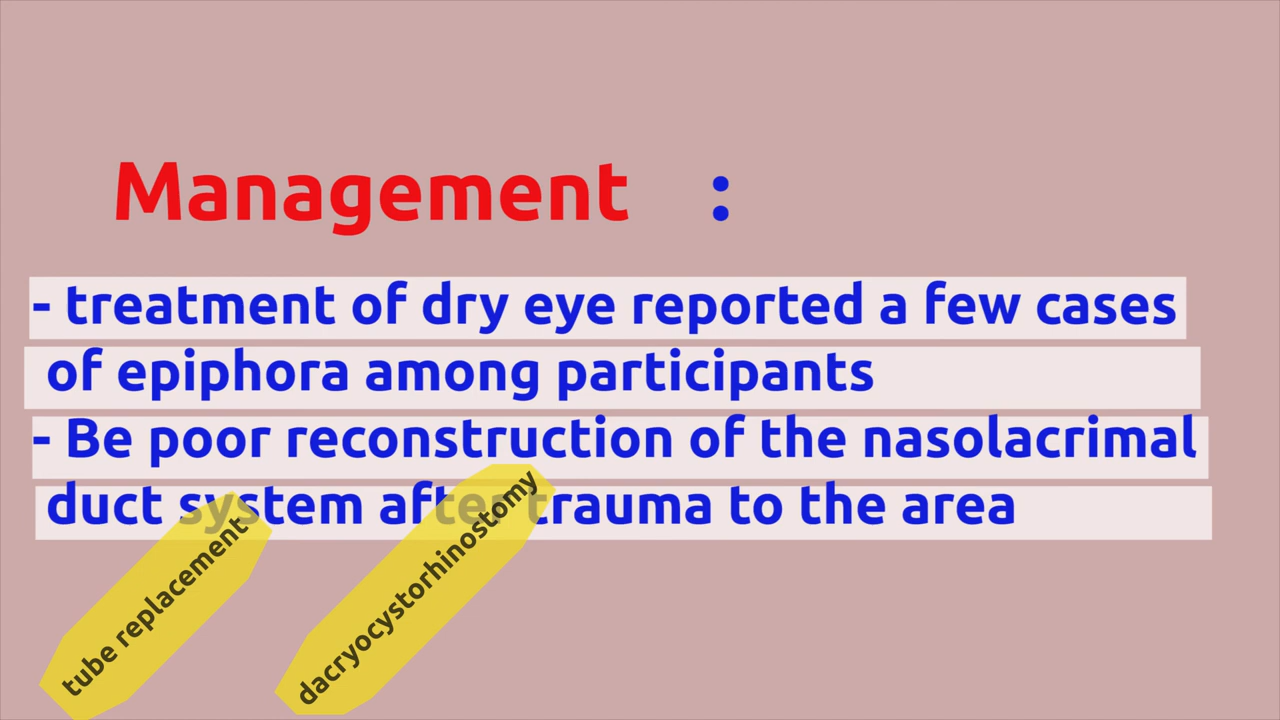 Management :
- treatment of dry eye reported a few cases
of epiphora among participants
- Be poor reconstruction of the nasolacrimal
duct system after trauma to the area
tube replacement
dacryocystorhinostomy